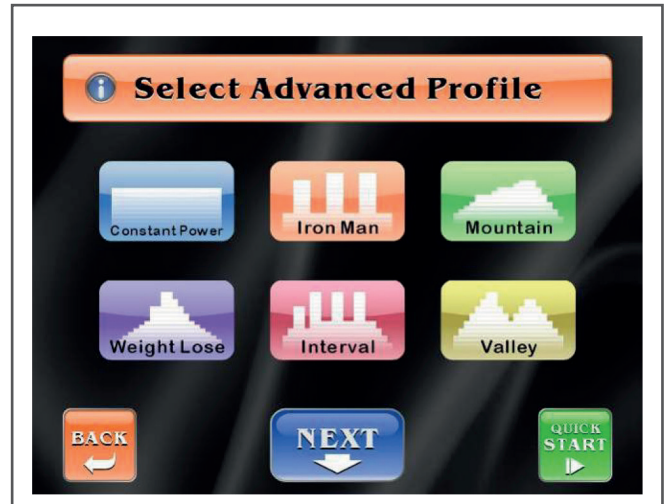 Select Advanced Profile
Constant Power
Iron Man
Mountain
Weight Lose
Interval
Valley
BACK
NEXT
QUICK
START